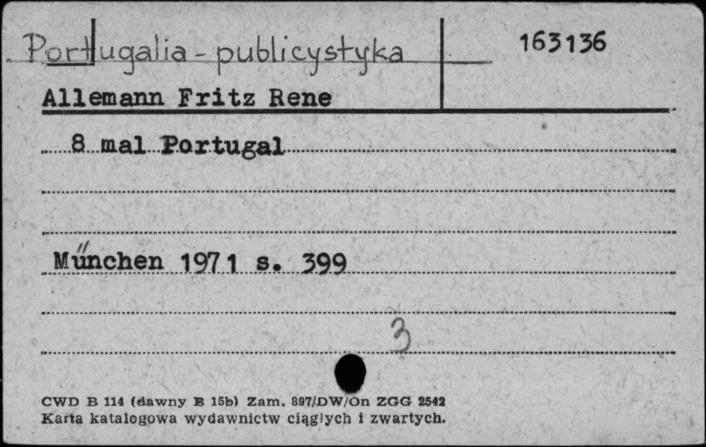 Portugalia - publicystyka
163136
Allemann Fritz Rene
8 mal Portugal
München 1971 s. 399
3
CWD B 114 (dawny B 15b) Zam. 897/DW/On ZGG 2542
Karta katalogowa wydawnictw ciągłych i zwartych.